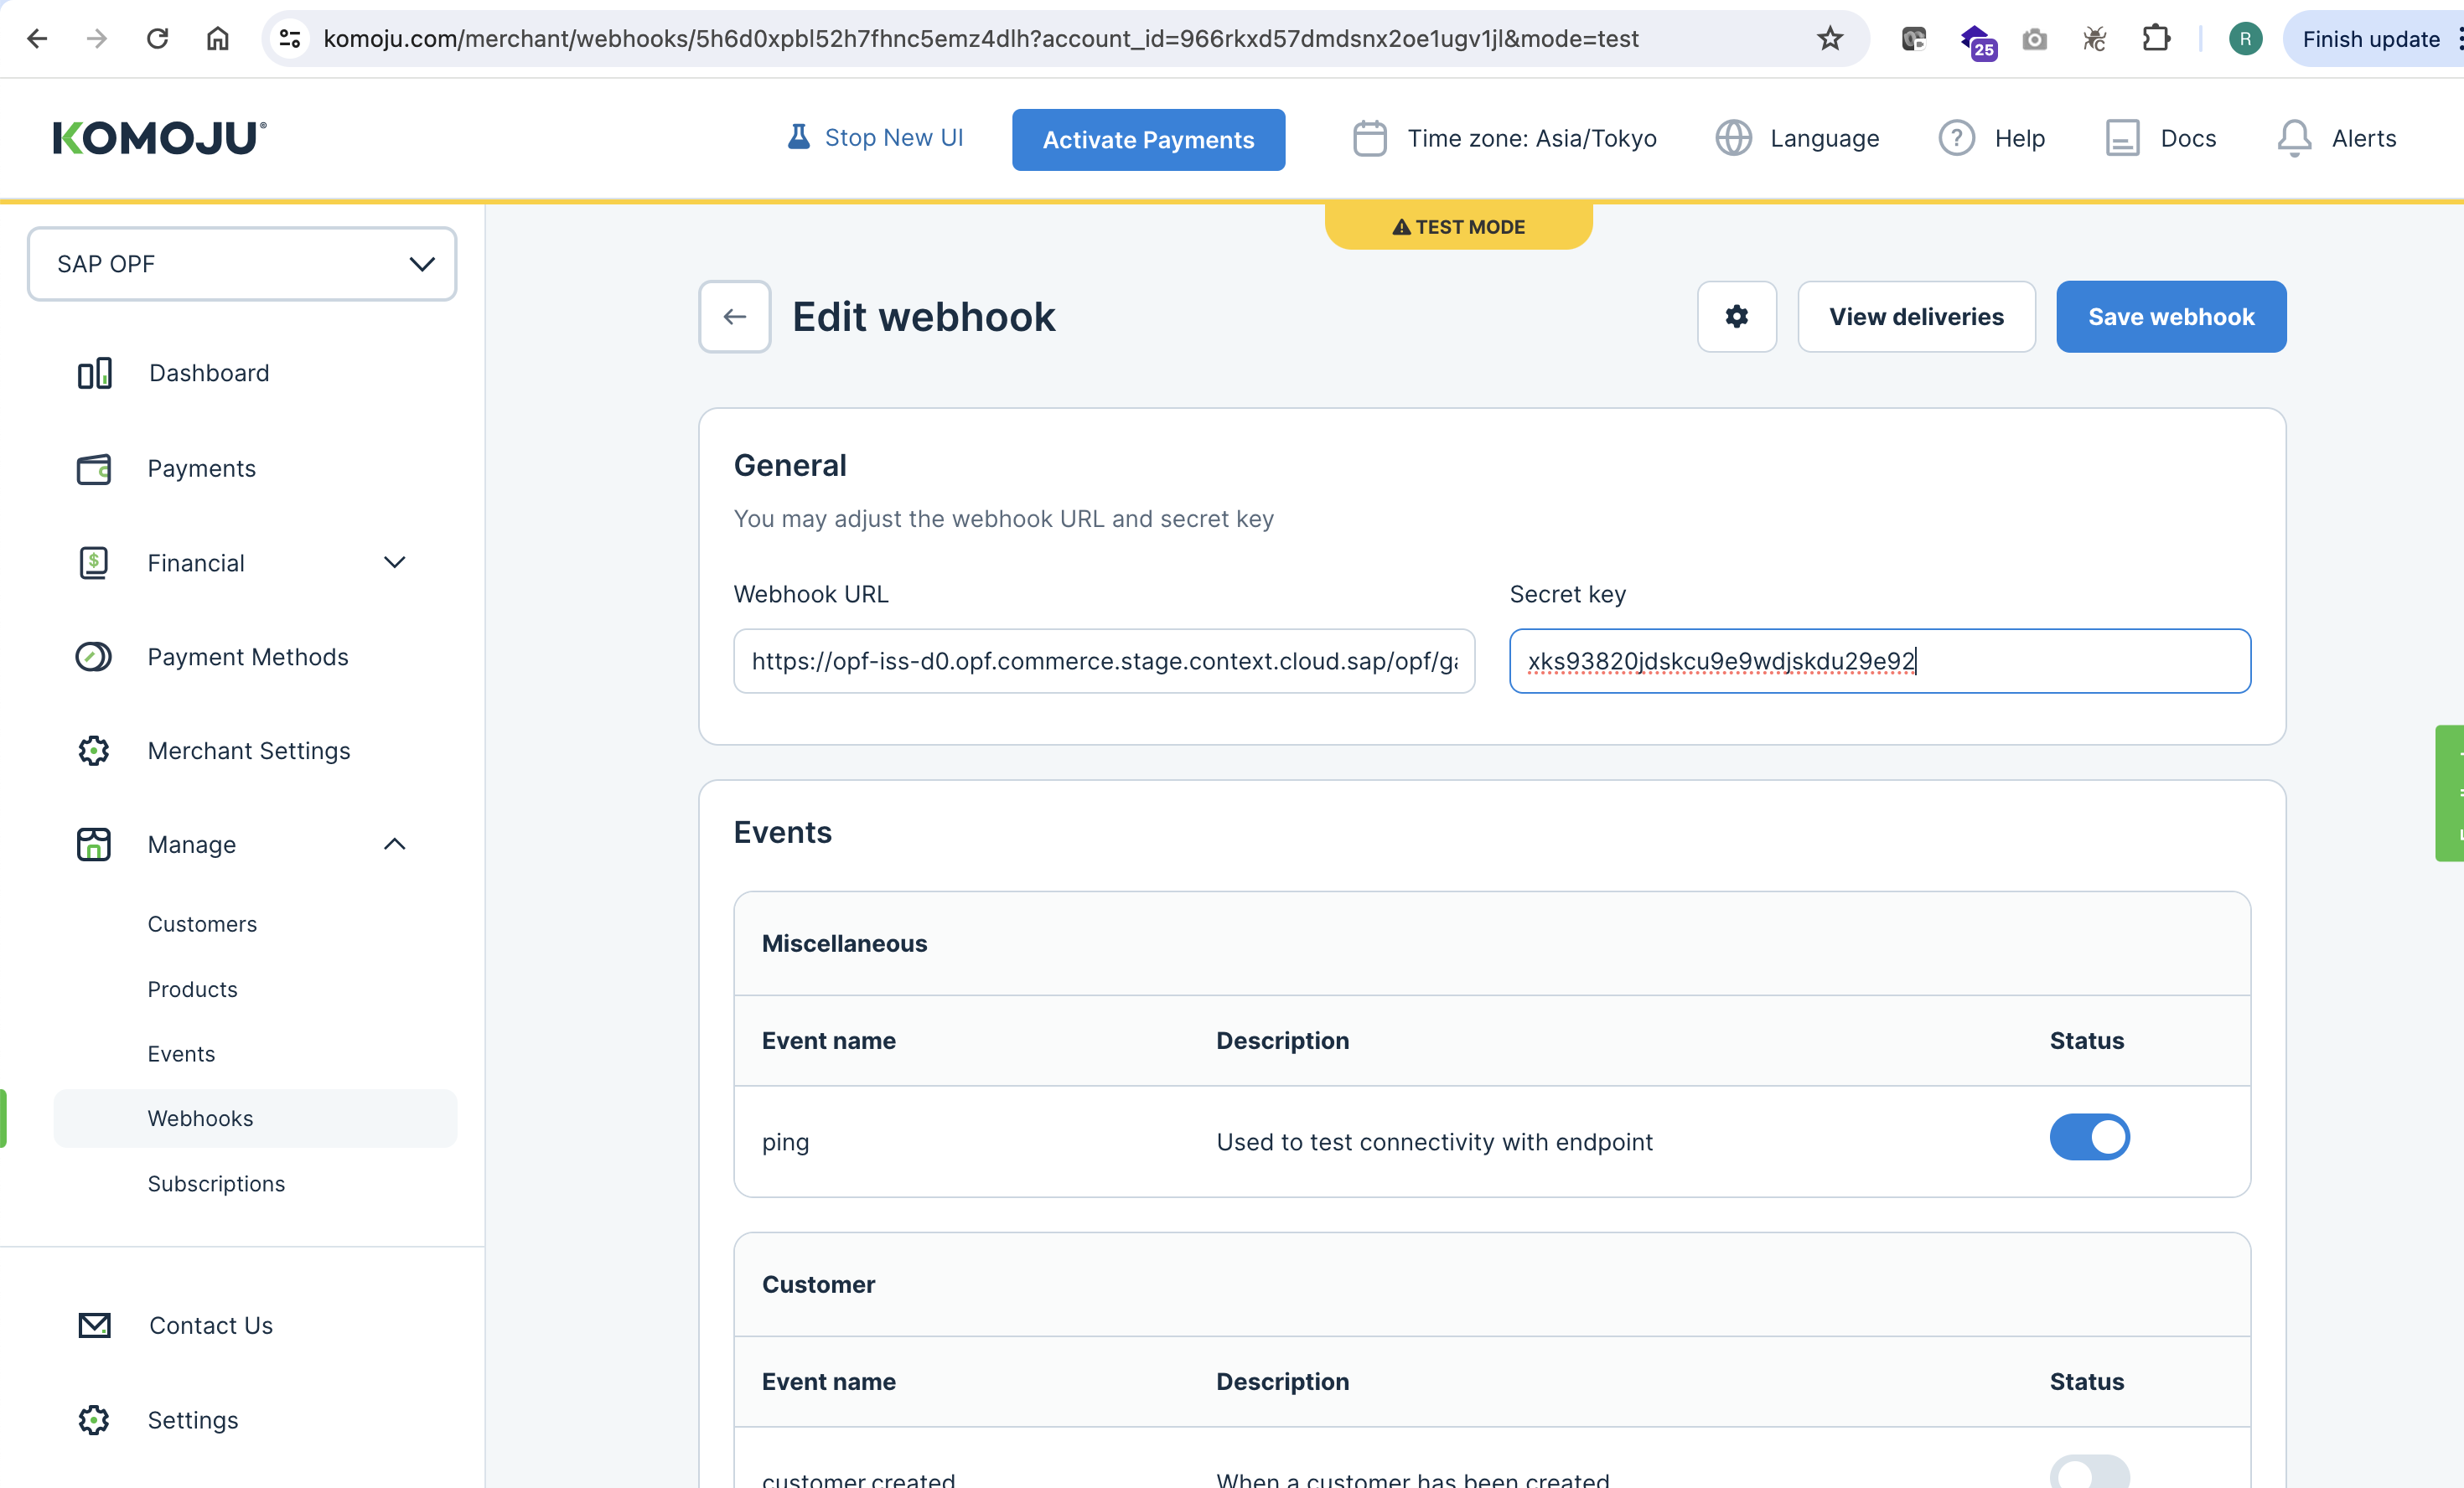 komoju.com/merchant/webhooks/5h6d0xpbl52h7fhnc5emz4dlh?account_id=966rkxd57dmdsnx2oe1ugv1jl&mode=test
25
R
Finish update
KOMOJU®
Stop New UI
Activate Payments
Time zone: Asia/Tokyo
Language
Help
Docs
Alerts
TEST MODE
SAP OPF
Dashboard
Payments
Financial
Payment Methods
Merchant Settings
Manage
Customers
Products
Events
Webhooks
Subscriptions
Contact Us
Settings
Edit webhook
View deliveries
Save webhook
General
You may adjust the webhook URL and secret key
Webhook URL
Secret key
https://opf-iss-d0.opf.commerce.stage.context.cloud.sap/opf/ga
xks93820jdskcu9e9wdjskdu29e92
Events
Miscellaneous
Event name
Description
Status
ping
Used to test connectivity with endpoint
Customer
Event name
Description
Status
customer.created
When a customer has been created